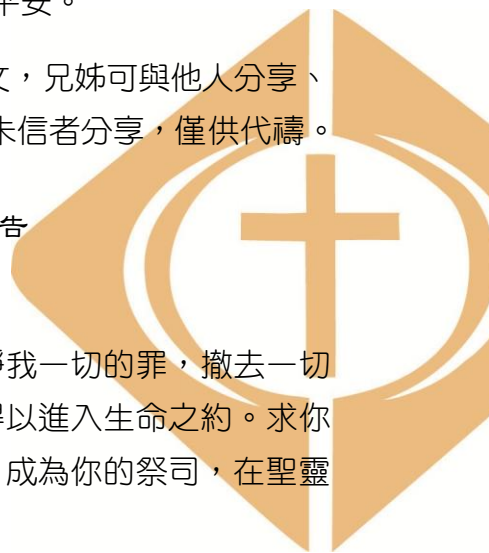 平安。
文，兄姊可與他人分享、
未信者分享，僅供代禱。
告
淨我一切的罪，撤去一切
得以進入生命之約。求你
成為你的祭司，在聖靈